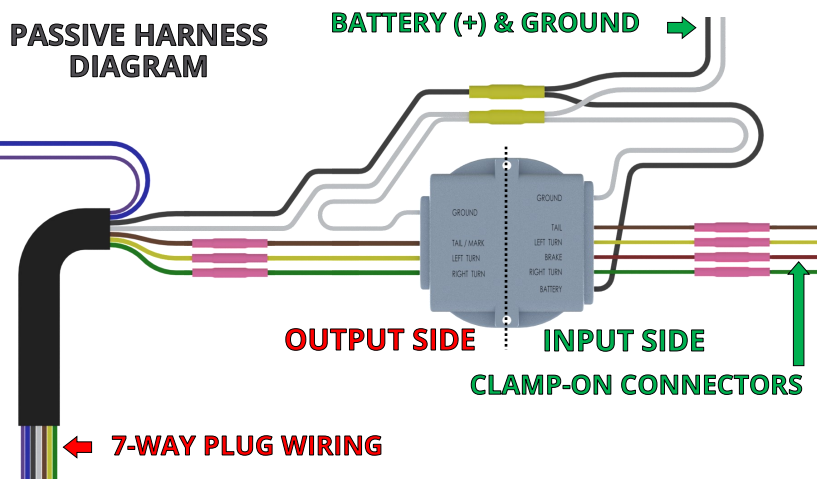 PASSIVE HARNESS
DIAGRAM
BATTERY (+) & GROUND
GROUND
TAIL / MARK
LEFT TURN
RIGHT TURN
GROUND
TAIL
LEFT TURN
BRAKE
RIGHT TURN
BATTERY
OUTPUT SIDE
INPUT SIDE
CLAMP-ON CONNECTORS
7-WAY PLUG WIRING